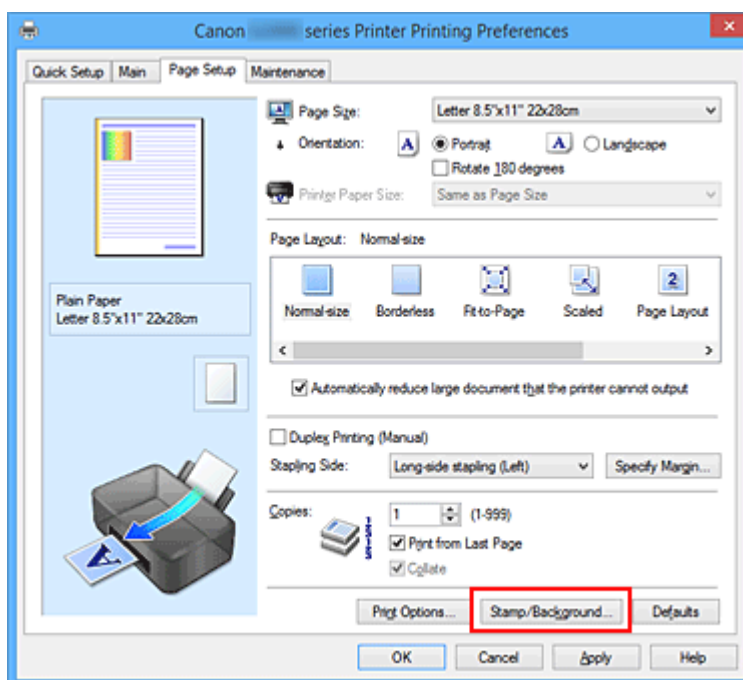 Canon series Printer Printing Preferences
Quick Setup Main Page Setup Maintenance
Page Size: Letter 8.5"x11" 22x28cm
Orientation: A Portrait A Landscape
Rotate 180 degrees
Printer Paper Size: Same as Page Size
Page Layout: Normal-size
2
Normal-size Borderless Fit-to-Page Scaled Page Layout
Plain Paper
Letter 8.5"x11" 22x28cm
Automatically reduce large document that the printer cannot output
Duplex Printing (Manual)
Stapling Side: Long-side stapling (Left) Specify Margin...
Copies: 1 (1-999)
Print from Last Page
Collate
A
Print Options... Stamp/Background... Defaults
OK Cancel Apply Help